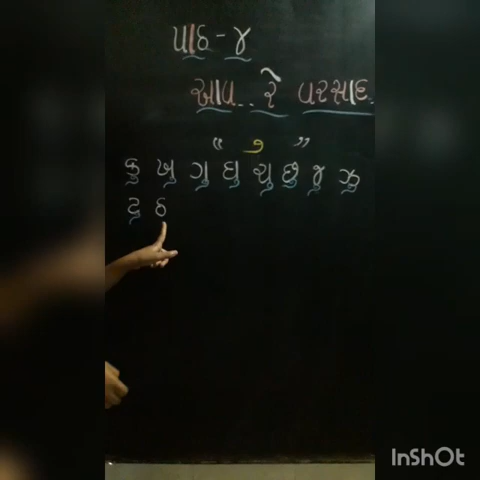 પાઠ - ૪
આવ.. રે વરસાદ..
“ ુ ”
કુ ખુ ગુ ઘુ ચુ છુ જુ ઝુ
ટુ ઠ
InShOt